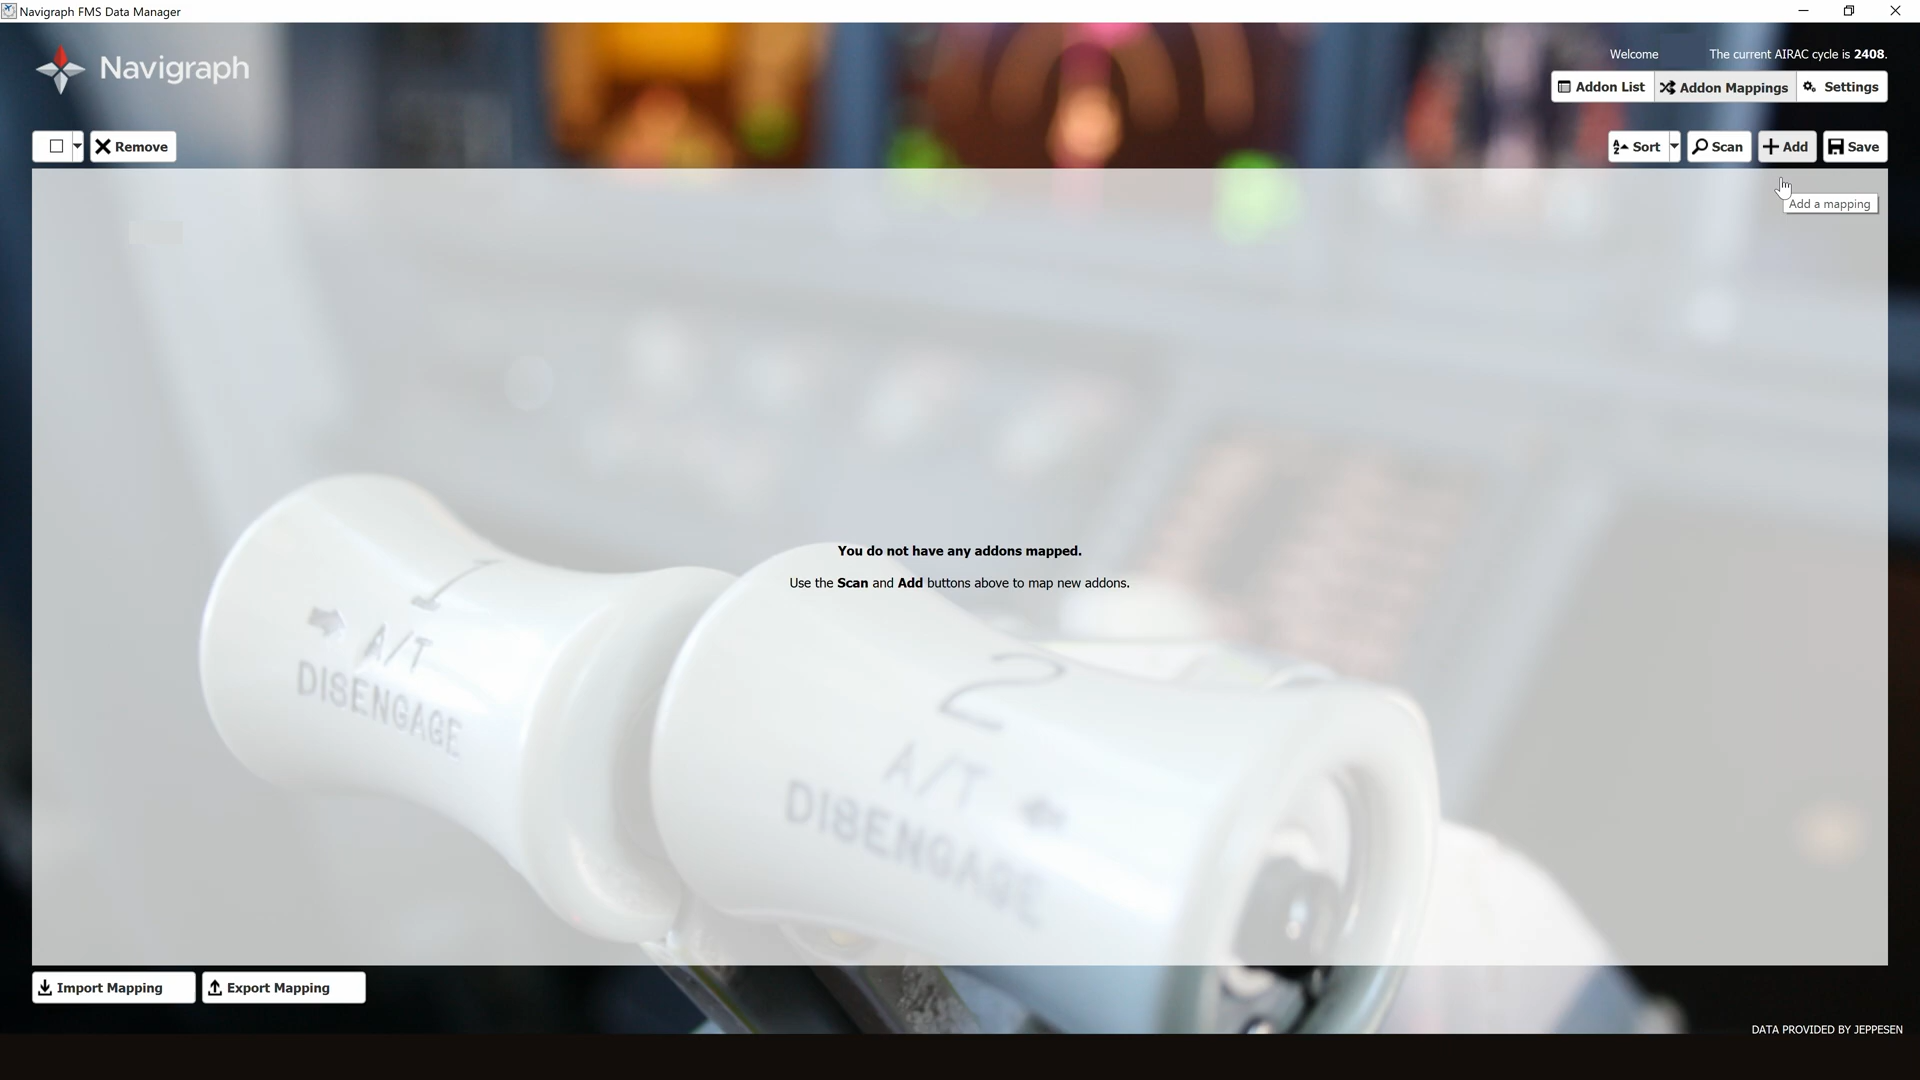 Navigraph FMS Data Manager
Navigraph
Welcome The current AIRAC cycle is 2408.
Addon List Addon Mappings Settings
Remove Sort Scan Add Save
Add a mapping
You do not have any addons mapped.
Use the Scan and Add buttons above to map new addons.
1
A/T
DISENGAGE
2
A/T
DISENGAGE
Import Mapping Export Mapping
DATA PROVIDED BY JEPPESEN